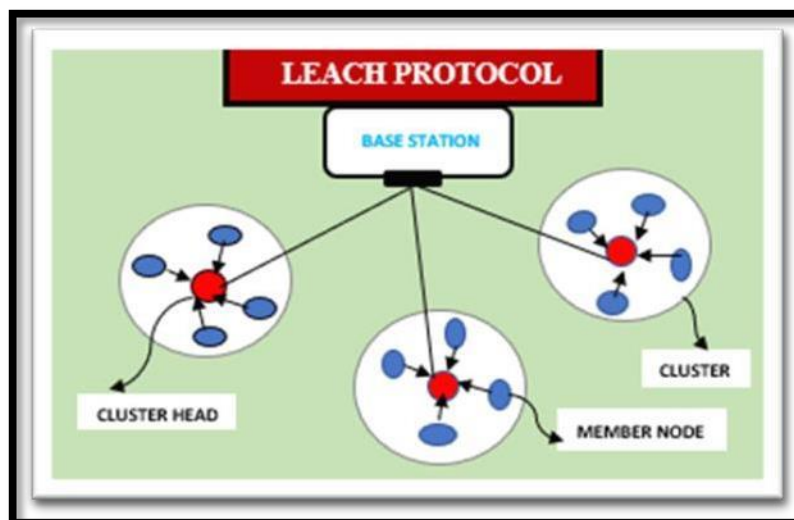 LEACH PROTOCOL
BASE STATION
CLUSTER
CLUSTER HEAD
MEMBER NODE